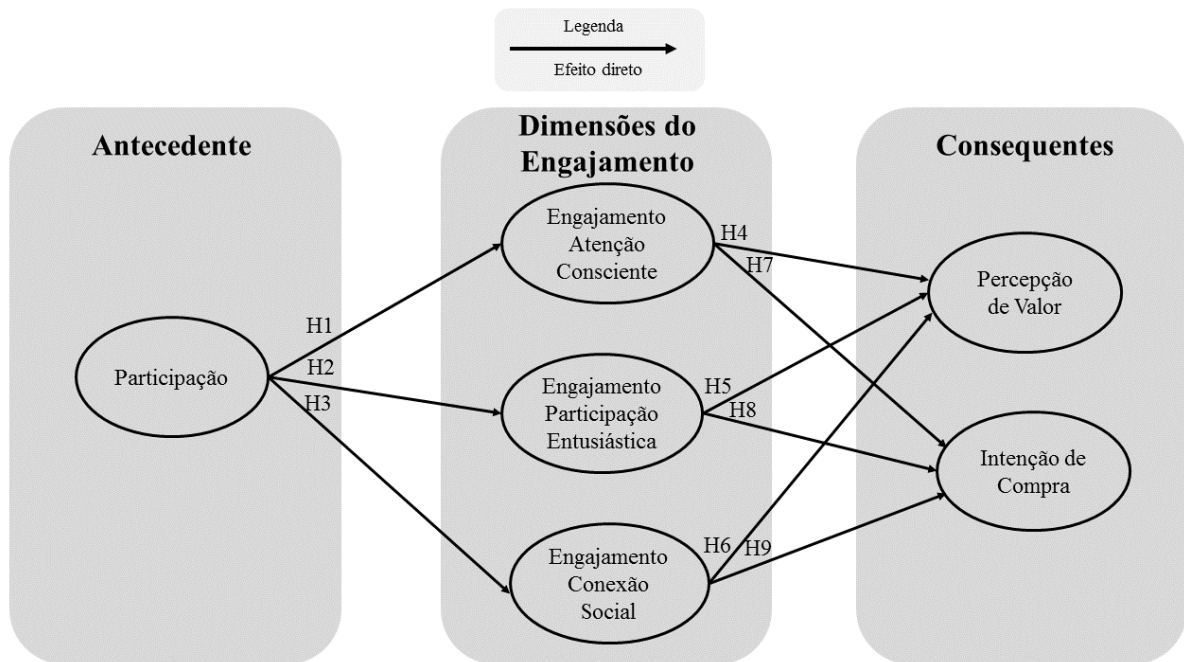 Legenda
Efeito direto
Antecedente
Dimensões do
Engajamento
Consequentes
Participação
H1
H2
H3
Engajamento
Atenção
Consciente
H4
H7
Engajamento
Participação
Entusiástica
H5
H8
Engajamento
Conexão
Social
H6
H9
Percepção
de Valor
Intenção de
Compra